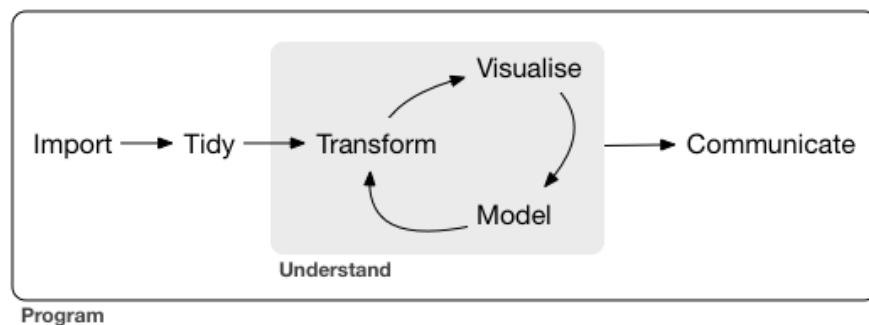 Visualise
Import
Tidy
Transform
Communicate
Model
Understand
Program